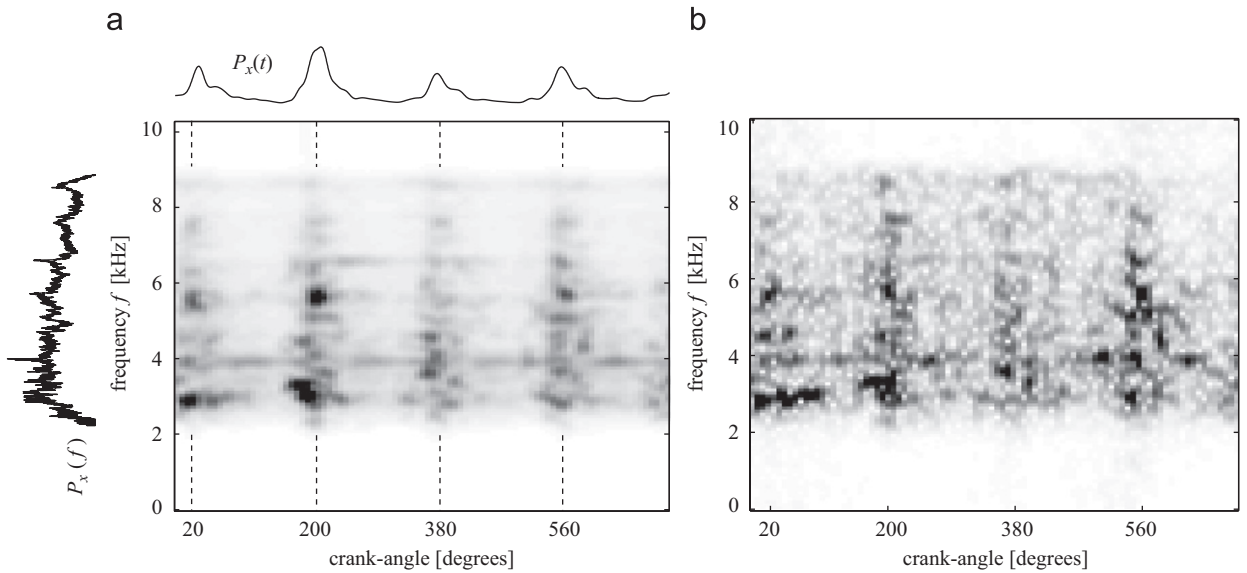 a
P_x(t)
10
8
6
4
2
0
frequency f [kHz]
P_x (f)
20 200 380 560
crank-angle [degrees]
b
10
8
6
4
2
0
frequency f [kHz]
20 200 380 560
crank-angle [degrees]